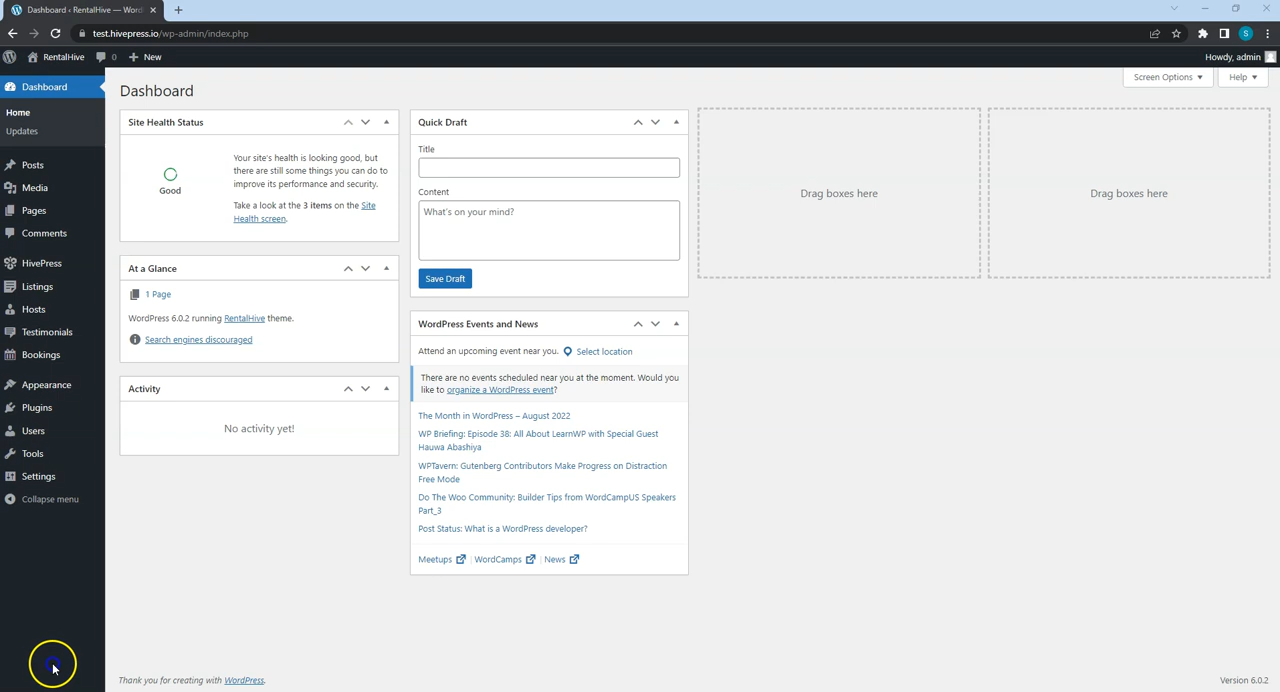 Dashboard ‹ RentalHive — Word
test.hivepress.io/wp-admin/index.php
S
RentalHive
0
New
Howdy, admin
Dashboard
Home
Updates
Posts
Media
Pages
Comments
HivePress
Listings
Hosts
Testimonials
Bookings
Appearance
Plugins
Users
Tools
Settings
Collapse menu
Screen Options
Help
Dashboard
Site Health Status
Good
Your site's health is looking good, but
there are still some things you can do to
improve its performance and security.
Take a look at the 3 items on the Site
Health screen.
At a Glance
1 Page
WordPress 6.0.2 running RentalHive theme.
Search engines discouraged
Activity
No activity yet!
Quick Draft
Title
Content
What's on your mind?
Save Draft
WordPress Events and News
Attend an upcoming event near you.
Select location
There are no events scheduled near you at the moment. Would you
like to organize a WordPress event?
The Month in WordPress – August 2022
WP Briefing: Episode 38: All About LearnWP with Special Guest
Hauwa Abashiya
WPTavern: Gutenberg Contributors Make Progress on Distraction
Free Mode
Do The Woo Community: Builder Tips from WordCampUS Speakers
Part_3
Post Status: What is a WordPress developer?
Meetups | WordCamps | News
Drag boxes here
Drag boxes here
Thank you for creating with WordPress.
Version 6.0.2